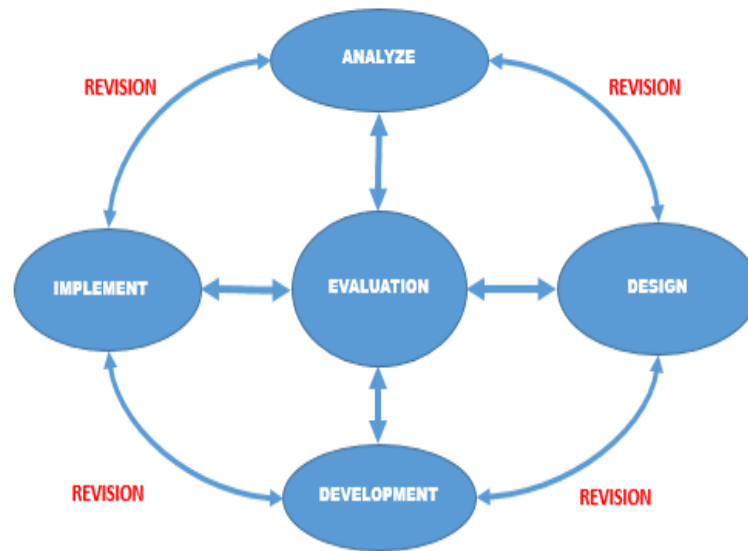 ANALYZE
REVISION
REVISION
IMPLEMENT
EVALUATION
DESIGN
REVISION
DEVELOPMENT
REVISION